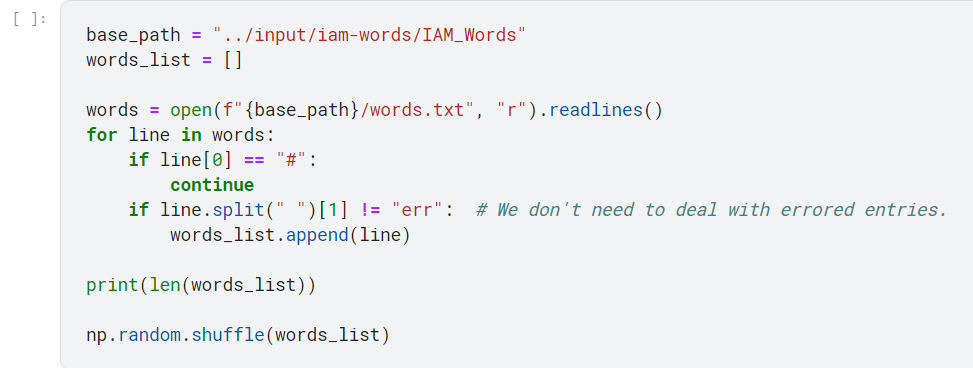 [ ]:
base_path = "../input/iam-words/IAM_Words"
words_list = []

words = open(f"{base_path}/words.txt", "r").readlines()
for line in words:
    if line[0] == "#":
        continue
    if line.split(" ")[1] != "err":  # We don't need to deal with errored entries.
        words_list.append(line)

print(len(words_list))

np.random.shuffle(words_list)